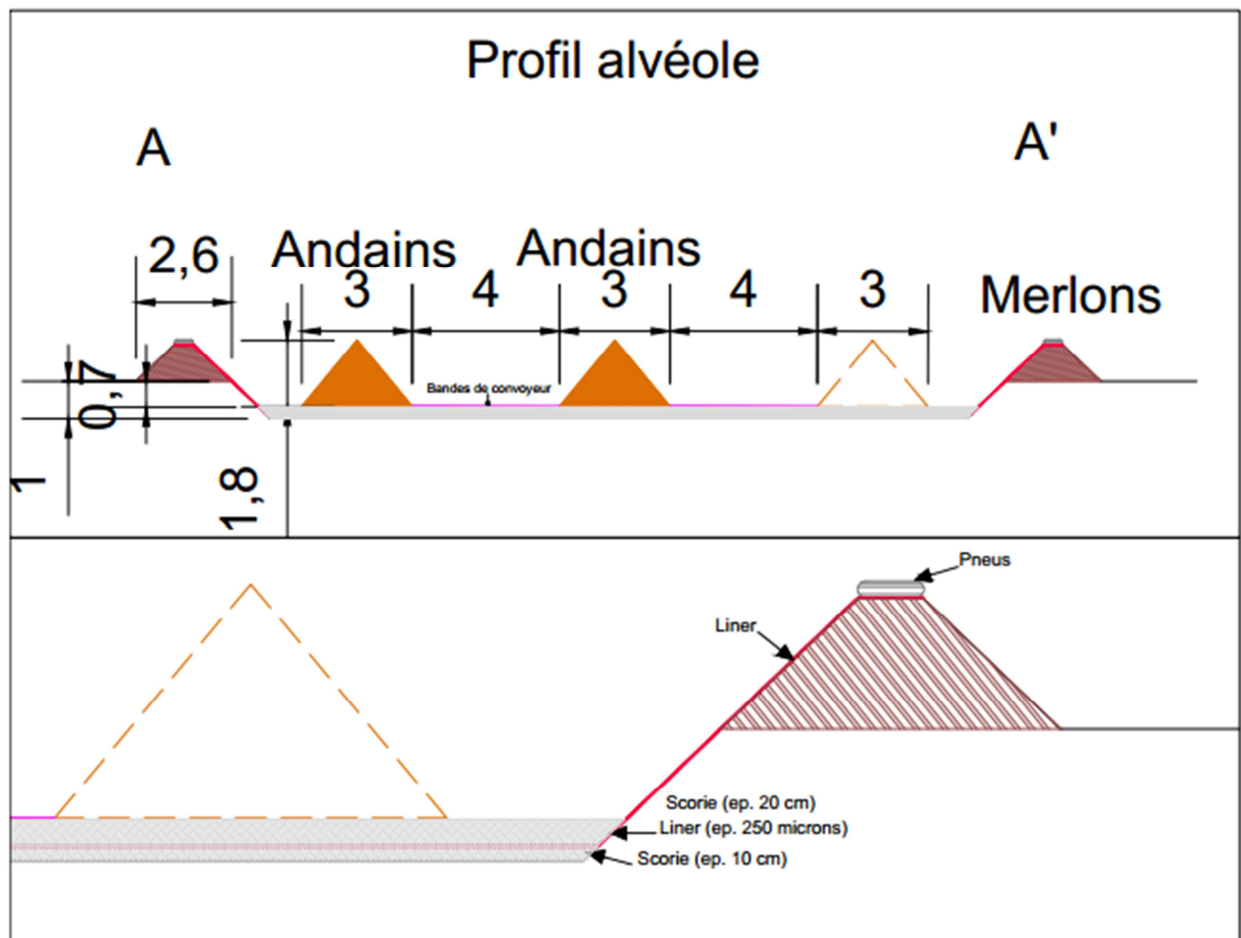 Profil alvéole
A
A'
Andains
Andains
2,6
3
4
3
4
3
Merlons
Bandes de convoyeur
0,7
1
1,8
Pneus
Liner
Scorie (ep. 20 cm)
Liner (ep. 250 microns)
Scorie (ep. 10 cm)